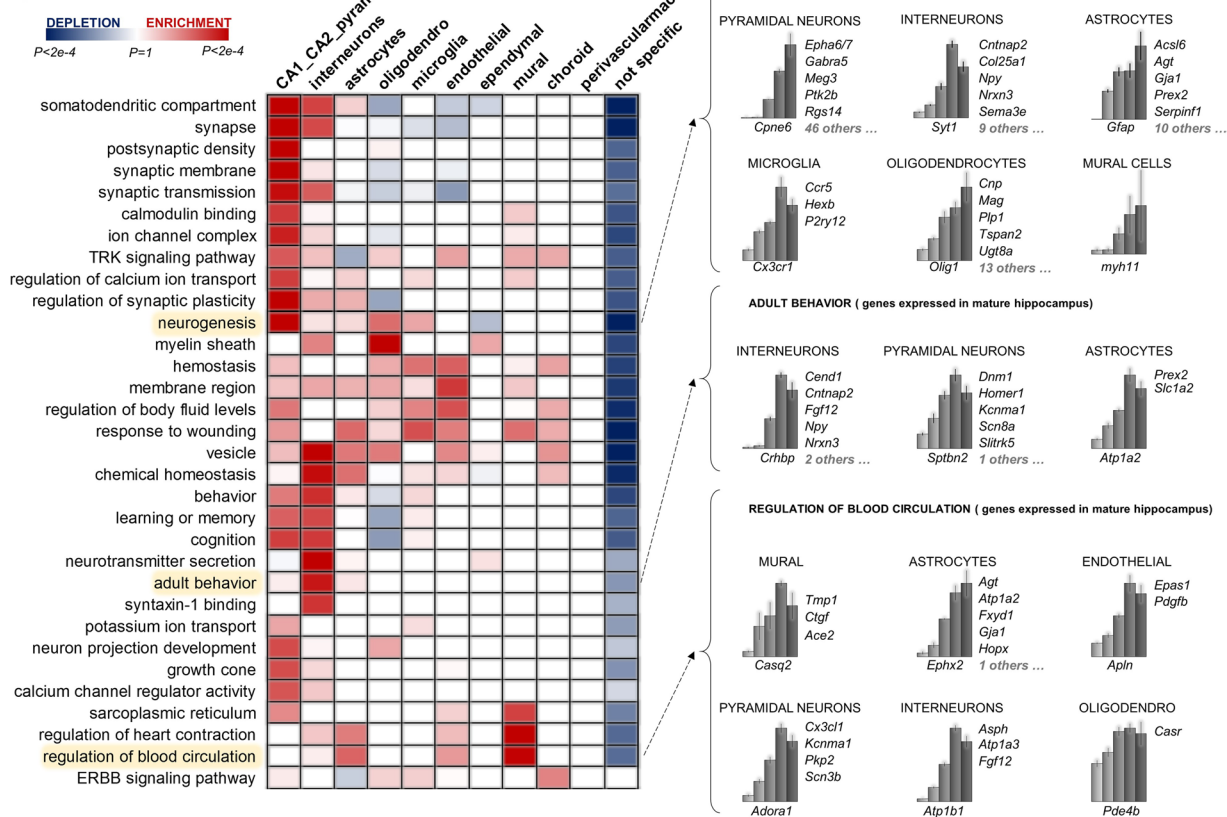 DEPLETION ENRICHMENT
P<2e-4 P=1 P<2e-4
interneurons
astrocytes
oligodendro
microglia
endothelial
ependymal
mural
choroid
not specific
somatodendritic compartment
synapse
postsynaptic density
synaptic membrane
synaptic transmission
calmodulin binding
ion channel complex
TRK signaling pathway
regulation of calcium ion transport
regulation of synaptic plasticity
neurogenesis
myelin sheath
hemostasis
membrane region
regulation of body fluid levels
response to wounding
vesicle
chemical homeostasis
behavior
learning or memory
cognition
neurotransmitter secretion
adult behavior
syntaxin-1 binding
potassium ion transport
neuron projection development
growth cone
calcium channel regulator activity
sarcoplasmic reticulum
regulation of heart contraction
regulation of blood circulation
ERBB signaling pathway
PYRAMIDAL NEURONS
Epha6/7
Gabra5
Meg3
Ptk2b
Rgs14
46 others ...
Cpne6
INTERNEURONS
Cntnap2
Col25a1
Npy
Nrxn3
Sema3e
9 others ...
Syt1
ASTROCYTES
Acsl6
Agt
Gja1
Prex2
Serpinf1
10 others ...
Gfap
MICROGLIA
Ccr5
Hexb
P2ry12
Cx3cr1
OLIGODENDROCYTES
Cnp
Mag
Plp1
Tspan2
Ugt8a
13 others ...
Olig1
MURAL CELLS
myh11
ADULT BEHAVIOR ( genes expressed in mature hippocampus)
INTERNEURONS
Cend1
Cntnap2
Fgf12
Npy
Nrxn3
2 others ...
Crhbp
PYRAMIDAL NEURONS
Dnm1
Homer1
Kcnma1
Scn8a
Slitrk5
1 others ...
Sptbn2
ASTROCYTES
Prex2
Slc1a2
Atp1a2
REGULATION OF BLOOD CIRCULATION ( genes expressed in mature hippocampus)
MURAL
Tmp1
Ctgf
Ace2
Casq2
ASTROCYTES
Agt
Atp1a2
Fxyd1
Gja1
Hopx
1 others ...
Ephx2
ENDOTHELIAL
Epas1
Pdgfb
Apln
PYRAMIDAL NEURONS
Cx3cl1
Kcnma1
Pkp2
Scn3b
Adora1
INTERNEURONS
Asph
Atp1a3
Fgf12
Atp1b1
OLIGODENDRO
Casr
Pde4b